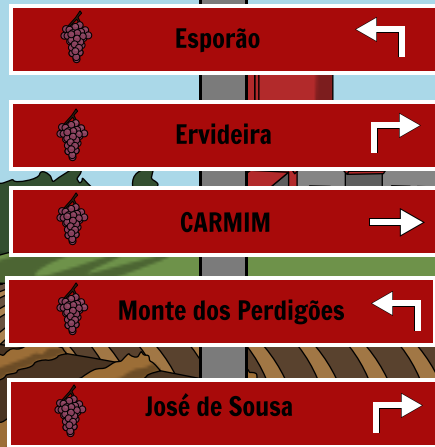 Esporão
Ervideira
CARMIM
Monte dos Perdigões
José de Sousa